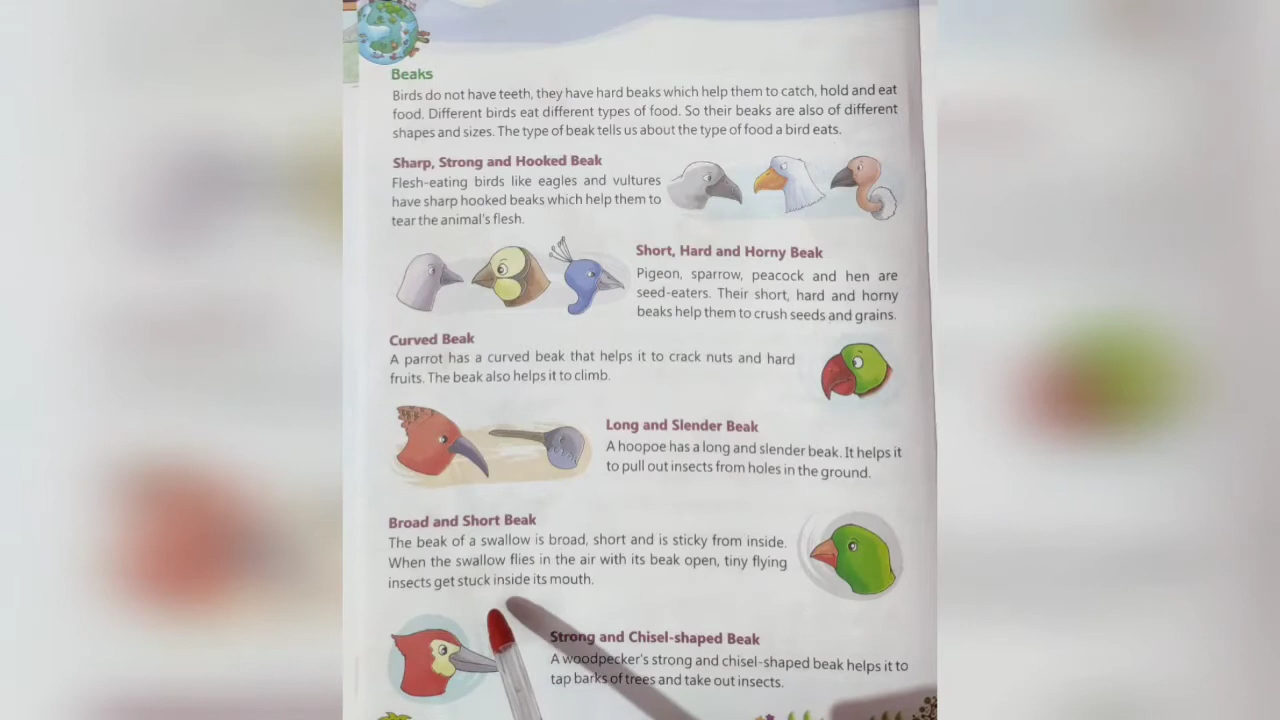 Beaks
Birds do not have teeth, they have hard beaks which help them to catch, hold and eat
food. Different birds eat different types of food. So their beaks are also of different
shapes and sizes. The type of beak tells us about the type of food a bird eats.
Sharp, Strong and Hooked Beak
Flesh-eating birds like eagles and vultures
have sharp hooked beaks which help them to
tear the animal's flesh.
Short, Hard and Horny Beak
Pigeon, sparrow, peacock and hen are
seed-eaters. Their short, hard and horny
beaks help them to crush seeds and grains.
Curved Beak
A parrot has a curved beak that helps it to crack nuts and hard
fruits. The beak also helps it to climb.
Long and Slender Beak
A hoopoe has a long and slender beak. It helps it
to pull out insects from holes in the ground.
Broad and Short Beak
The beak of a swallow is broad, short and is sticky from inside.
When the swallow flies in the air with its beak open, tiny flying
insects get stuck inside its mouth.
Strong and Chisel-shaped Beak
A woodpecker's strong and chisel-shaped beak helps it to
tap barks of trees and take out insects.